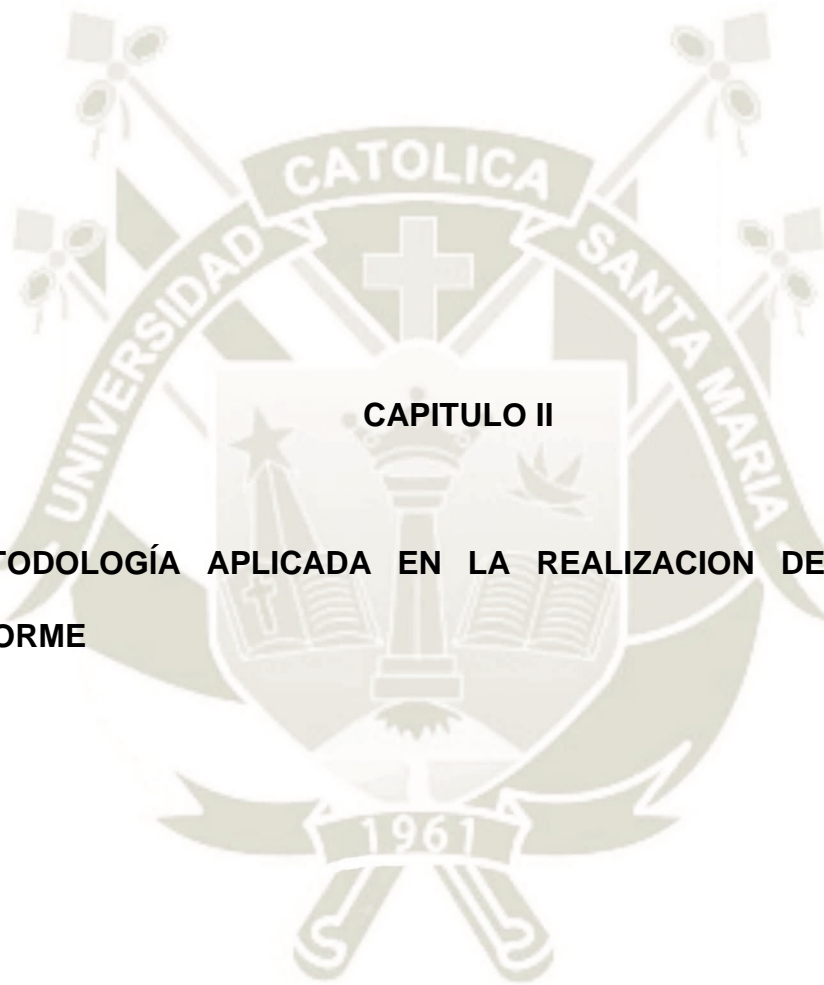 CATOLICA
UNIVERSIDAD
SANTA MARIA
CAPITULO II
TODOLOGÍA APLICADA EN LA REALIZACION DE
ORME
1961